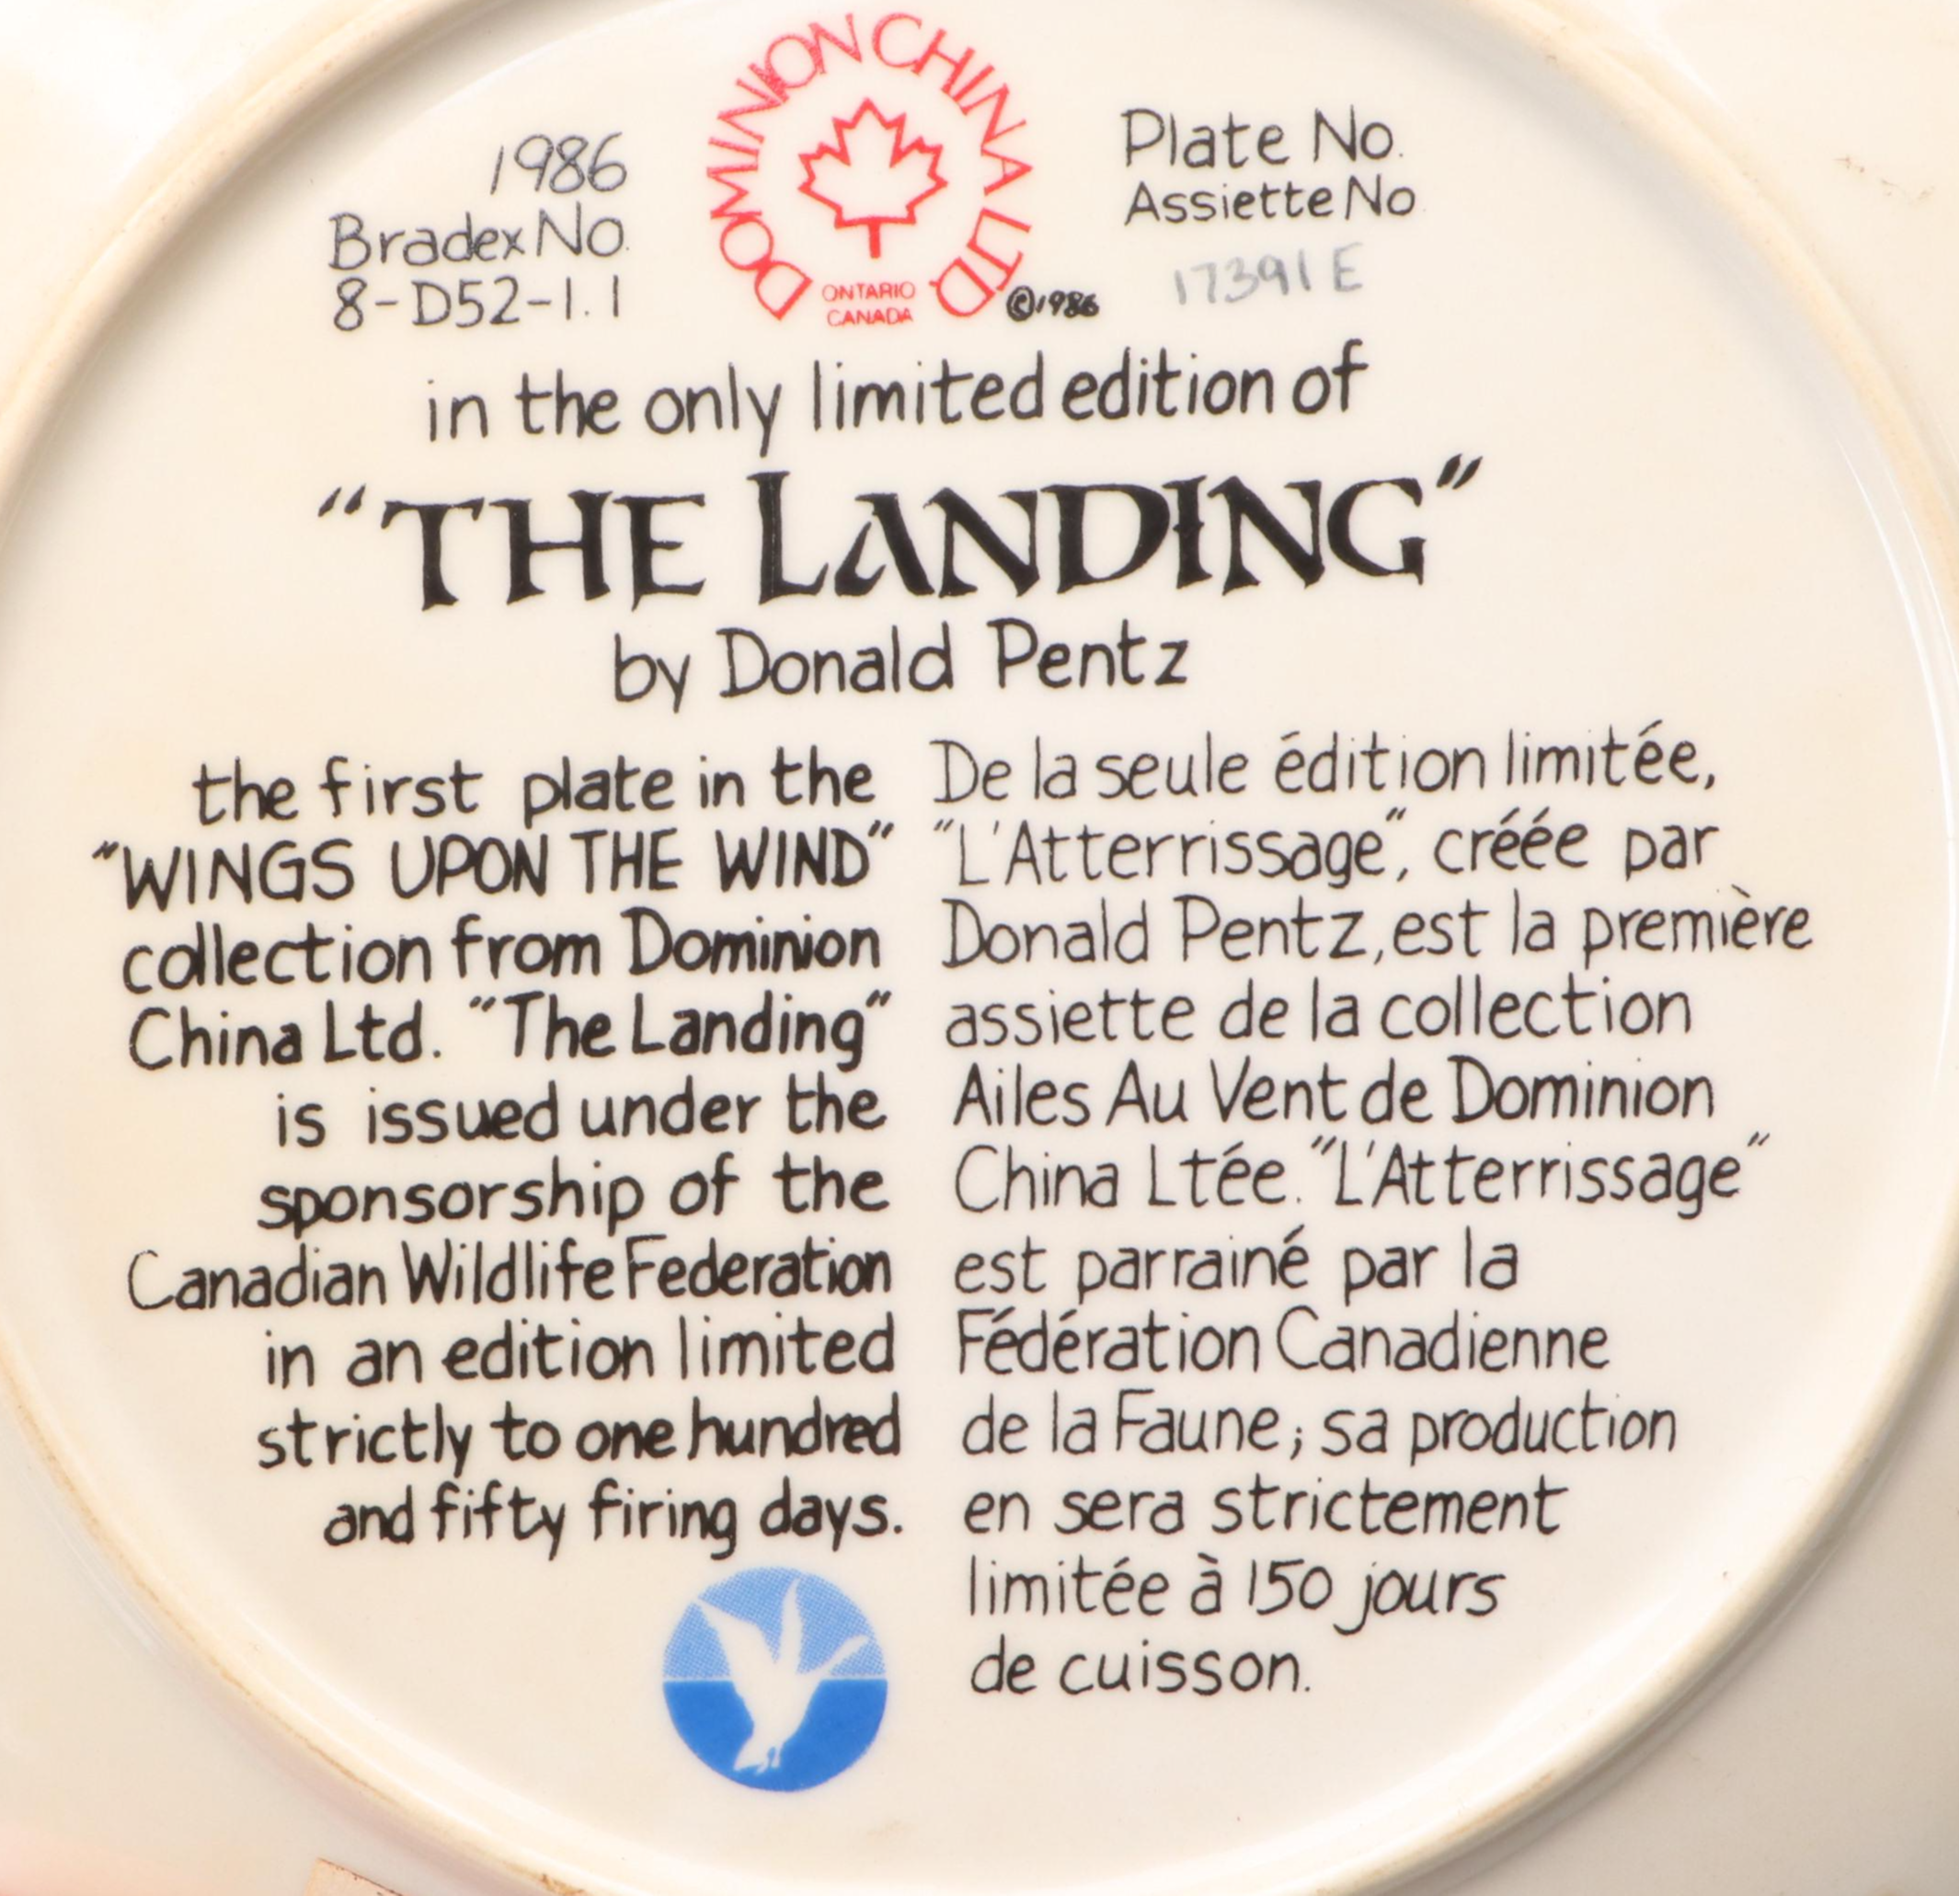 1986
Bradex No.
8-D52-1.1
DOMINION CHINA LTD
ONTARIO
CANADA
©1986
Plate No.
Assiette No
17391E
in the only limited edition of
“THE LANDING”
by Donald Pentz
the first plate in the
“WINGS UPON THE WIND”
collection from Dominion
China Ltd. “The Landing”
is issued under the
sponsorship of the
Canadian Wildlife Federation
in an edition limited
strictly to one hundred
and fifty firing days.
De la seule édition limitée,
“L'Atterrissage”, créée par
Donald Pentz, est la première
assiette de la collection
Ailes Au Vent de Dominion
China Ltée. “L'Atterrissage”
est parrainé par la
Fédération Canadienne
de la Faune; sa production
en sera strictement
limitée à 150 jours
de cuisson.